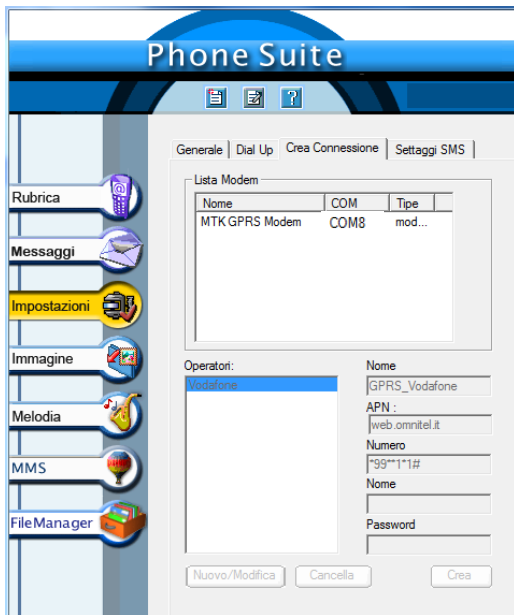 Phone Suite
Generale Dial Up Crea Connessione Settaggi SMS
Rubrica
Messaggi
Impostazioni
Immagine
Melodia
MMS
FileManager
Lista Modem
Nome COM Tipe
MTK GPRS Modem COM8 mod...
Operatori:
Vodafone
Nome
GPRS_Vodafone
APN :
web.omnitel.it
Numero
*99**1*1#
Nome
Password
Nuovo/Modifica Cancella Crea